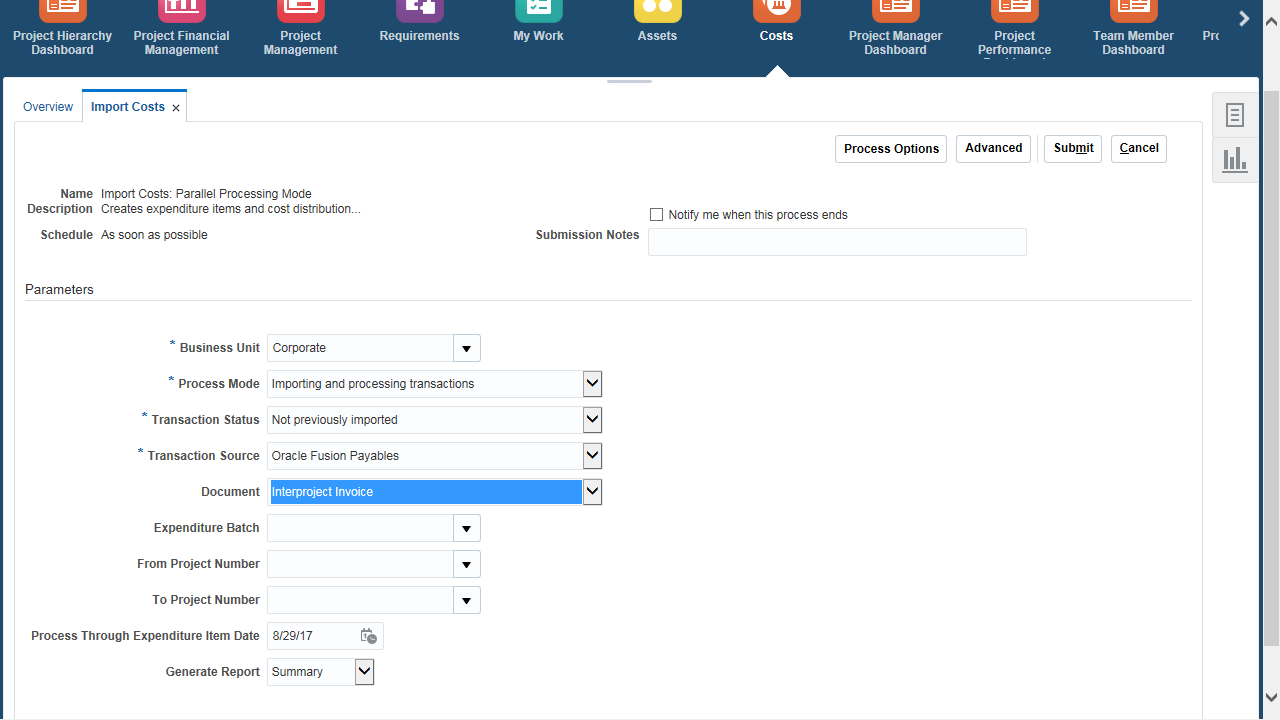 Project Hierarchy Dashboard
Project Financial Management
Project Management
Requirements
My Work
Assets
Costs
Project Manager Dashboard
Project Performance
Team Member Dashboard
Overview
Import Costs
Process Options
Advanced
Submit
Cancel
Name Import Costs: Parallel Processing Mode
Description Creates expenditure items and cost distribution...
Notify me when this process ends
Schedule As soon as possible
Submission Notes
Parameters
* Business Unit Corporate
* Process Mode Importing and processing transactions
* Transaction Status Not previously imported
* Transaction Source Oracle Fusion Payables
Document Interproject Invoice
Expenditure Batch
From Project Number
To Project Number
Process Through Expenditure Item Date 8/29/17
Generate Report Summary